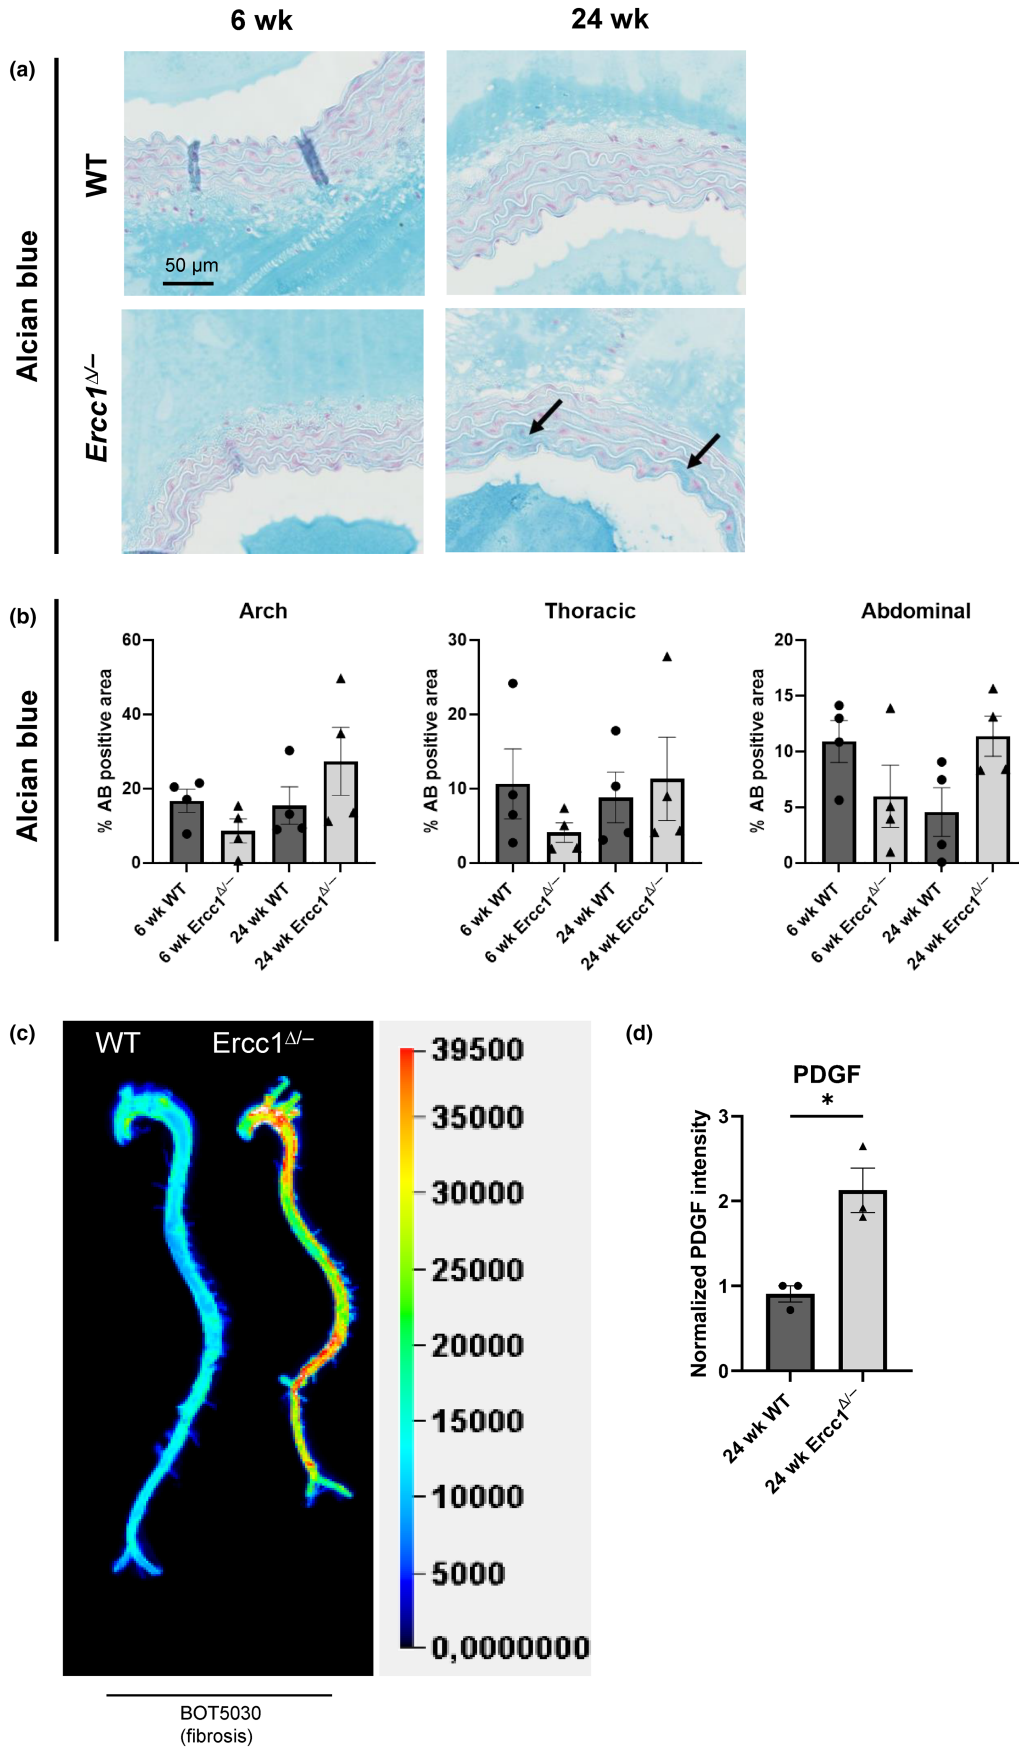 6 wk
24 wk
(a)
Alcian blue
WT
50 µm
Ercc1Δ/–
(b)
Alcian blue
Arch
% AB positive area
60
40
20
0
6 wk WT
6 wk Ercc1Δ/–
24 wk WT
24 wk Ercc1Δ/–
Thoracic
% AB positive area
30
20
10
0
6 wk WT
6 wk Ercc1Δ/–
24 wk WT
24 wk Ercc1Δ/–
Abdominal
% AB positive area
20
15
10
5
0
6 wk WT
6 wk Ercc1Δ/–
24 wk WT
24 wk Ercc1Δ/–
(c)
WT
Ercc1Δ/–
39500
35000
30000
25000
20000
15000
10000
5000
0,0000000
BOT5030
(fibrosis)
(d)
PDGF
*
Normalized PDGF intensity
3
2
1
0
24 wk WT
24 wk Ercc1Δ/–